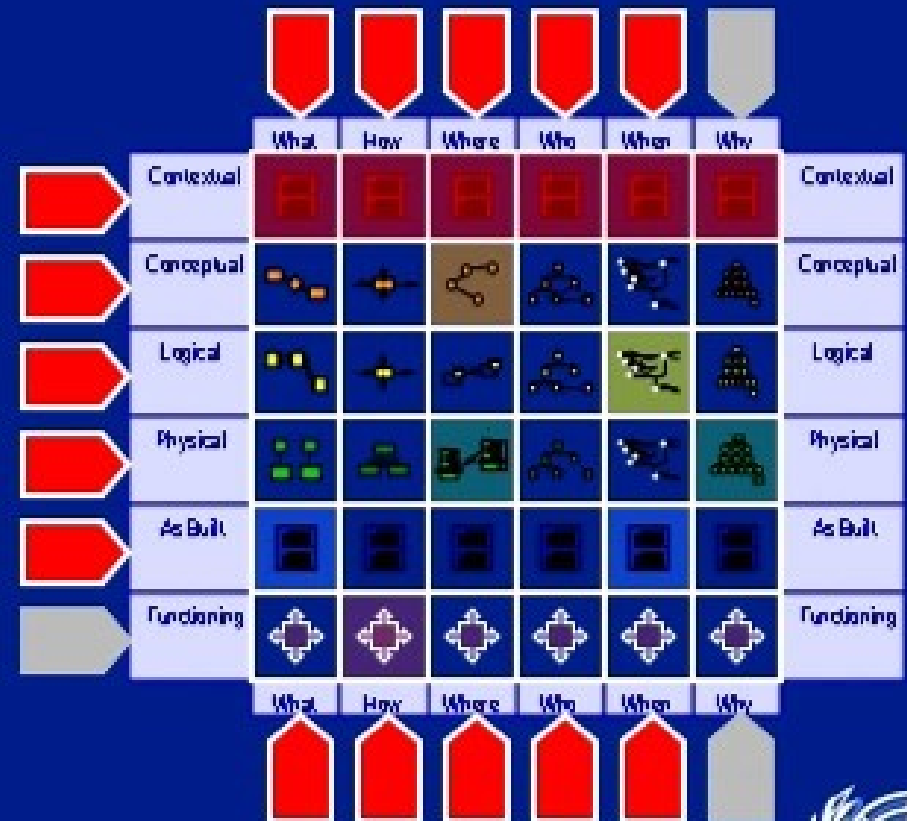 What How Where Who When Why
Contextual Contextual
Conceptual Conceptual
Logical Logical
Physical Physical
As Built As Built
Functioning Functioning
What How Where Who When Why